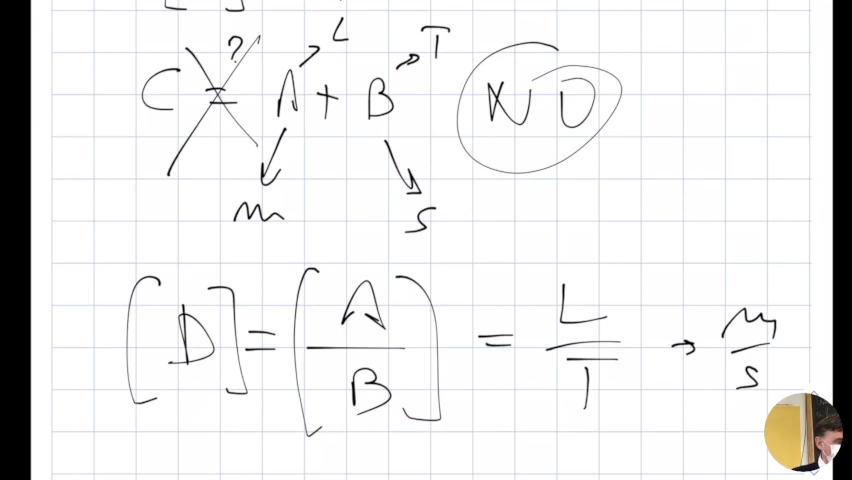 ? L T
C = A + B NO
m s
[D] = [A/B] = L/T → m/s